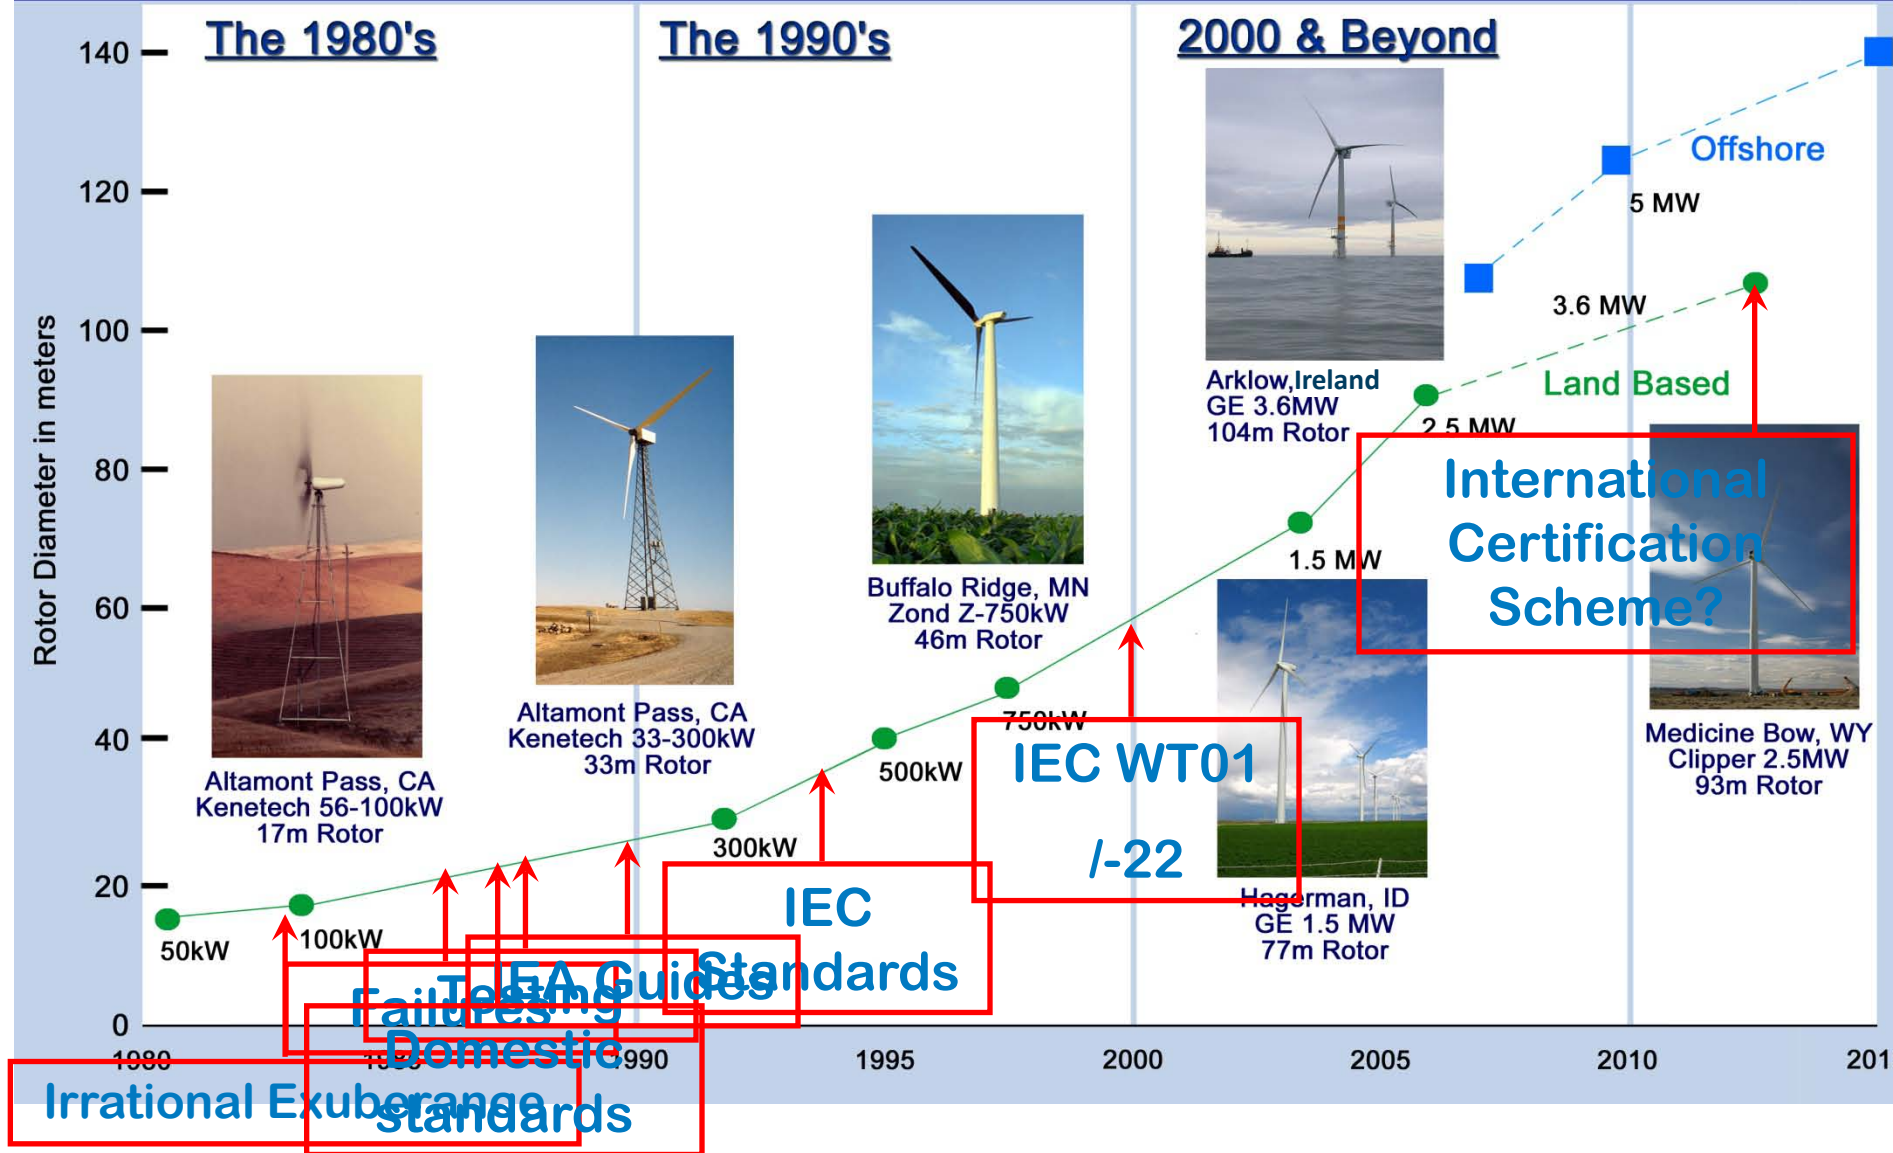 The 1980's
The 1990's
2000 & Beyond
Rotor Diameter in meters
140
120
100
80
60
40
20
0
Offshore
5 MW
3.6 MW
Land Based
2.5 MW
1.5 MW
750kW
500kW
300kW
100kW
50kW
Altamont Pass, CA
Kenetech 56-100kW
17m Rotor
Altamont Pass, CA
Kenetech 33-300kW
33m Rotor
Buffalo Ridge, MN
Zond Z-750kW
46m Rotor
Arklow,Ireland
GE 3.6MW
104m Rotor
Hagerman, ID
GE 1.5 MW
77m Rotor
Medicine Bow, WY
Clipper 2.5MW
93m Rotor
International
Certification
Scheme?
IEC WT01
/-22
IEC
Standards
IEA Guides
Testing
Failures
Domestic
standards
Irrational Exuberance
1980
1985
1990
1995
2000
2005
2010
201